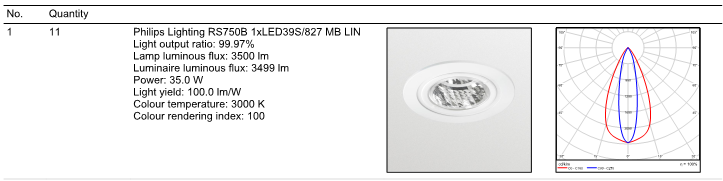 No. Quantity
1 11 Philips Lighting RS750B 1xLED39S/827 MB LIN
Light output ratio: 99.97%
Lamp luminous flux: 3500 lm
Luminaire luminous flux: 3499 lm
Power: 35.0 W
Light yield: 100.0 lm/W
Colour temperature: 3000 K
Colour rendering index: 100
cd/klm